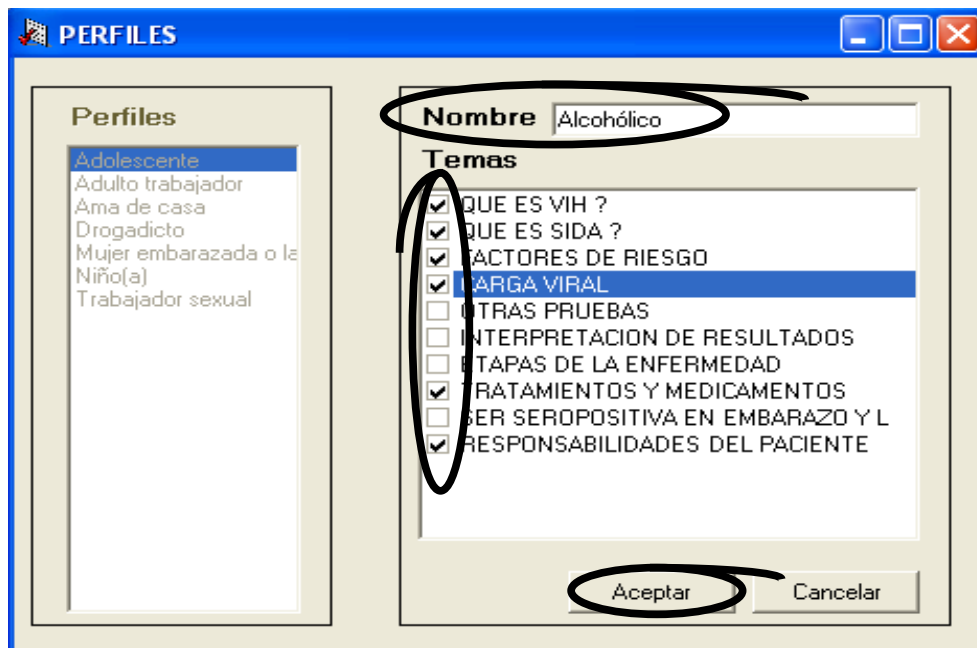 PERFILES
Perfiles
Adolescente
Adulto trabajador
Ama de casa
Drogadicto
Mujer embarazada o la
Niño(a)
Trabajador sexual
Nombre Alcohólico
Temas
QUE ES VIH ?
QUE ES SIDA ?
FACTORES DE RIESGO
CARGA VIRAL
OTRAS PRUEBAS
INTERPRETACION DE RESULTADOS
ETAPAS DE LA ENFERMEDAD
TRATAMIENTOS Y MEDICAMENTOS
SER SEROPOSITIVA EN EMBARAZO Y L
RESPONSABILIDADES DEL PACIENTE
Aceptar Cancelar